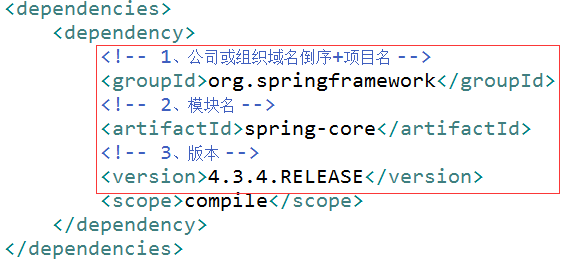 <dependencies>
<dependency>
<!-- 1、公司或组织域名倒序+项目名 -->
<groupId>org.springframework</groupId>
<!-- 2、模块名 -->
<artifactId>spring-core</artifactId>
<!-- 3、版本 -->
<version>4.3.4.RELEASE</version>
<scope>compile</scope>
</dependency>
</dependencies>